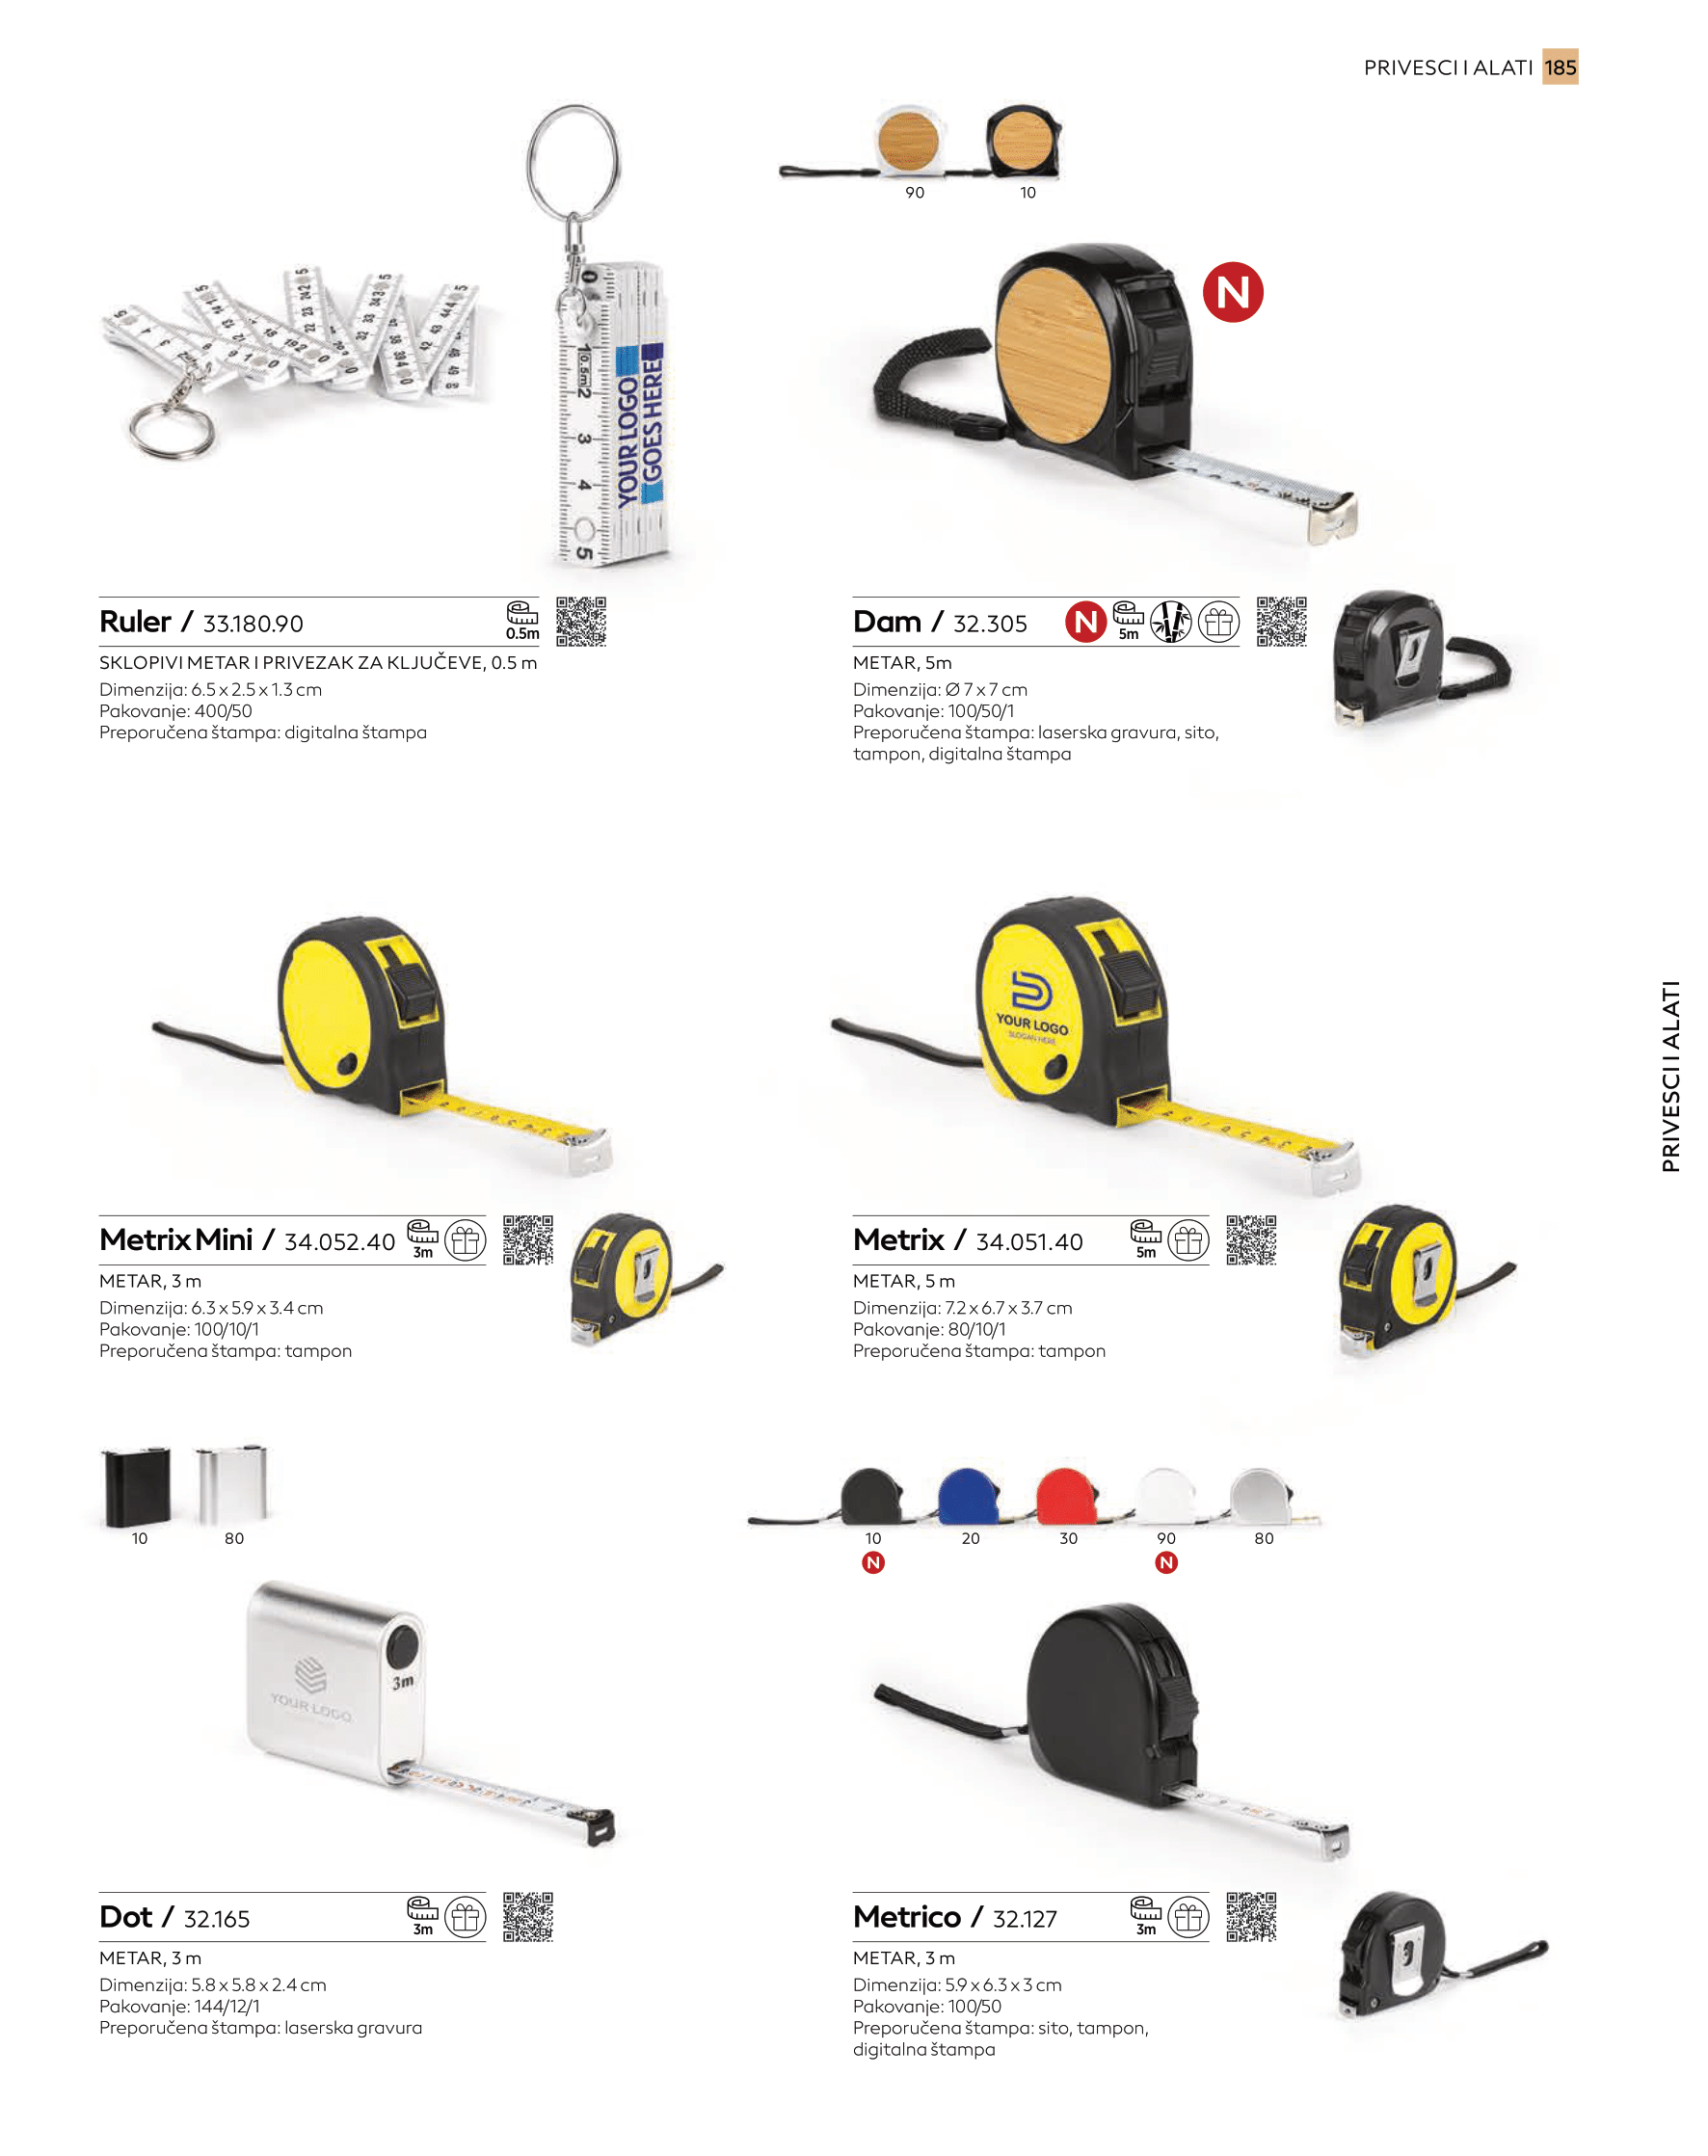 PRIVESCI I ALATI 185
90
10
N
YOUR LOGO
GOES HERE
Ruler / 33.180.90
0.5m
SKLOPIVI METAR I PRIVEZAK ZA KLJUČEVE, 0.5 m
Dimenzija: 6.5 x 2.5 x 1.3 cm
Pakovanje: 400/50
Preporučena štampa: digitalna štampa
Dam / 32.305
N
5m
METAR, 5m
Dimenzija: Ø 7 x 7 cm
Pakovanje: 100/50/1
Preporučena štampa: laserska gravura, sito,
tampon, digitalna štampa
PRIVESCI I ALATI
YOUR LOGO
SLOGAN HERE
Metrix Mini / 34.052.40
3m
METAR, 3 m
Dimenzija: 6.3 x 5.9 x 3.4 cm
Pakovanje: 100/10/1
Preporučena štampa: tampon
Metrix / 34.051.40
5m
METAR, 5 m
Dimenzija: 7.2 x 6.7 x 3.7 cm
Pakovanje: 80/10/1
Preporučena štampa: tampon
10
80
10
20
30
90
80
N
N
3m
YOUR LOGO
Dot / 32.165
3m
METAR, 3 m
Dimenzija: 5.8 x 5.8 x 2.4 cm
Pakovanje: 144/12/1
Preporučena štampa: laserska gravura
Metrico / 32.127
3m
METAR, 3 m
Dimenzija: 5.9 x 6.3 x 3 cm
Pakovanje: 100/50
Preporučena štampa: sito, tampon,
digitalna štampa